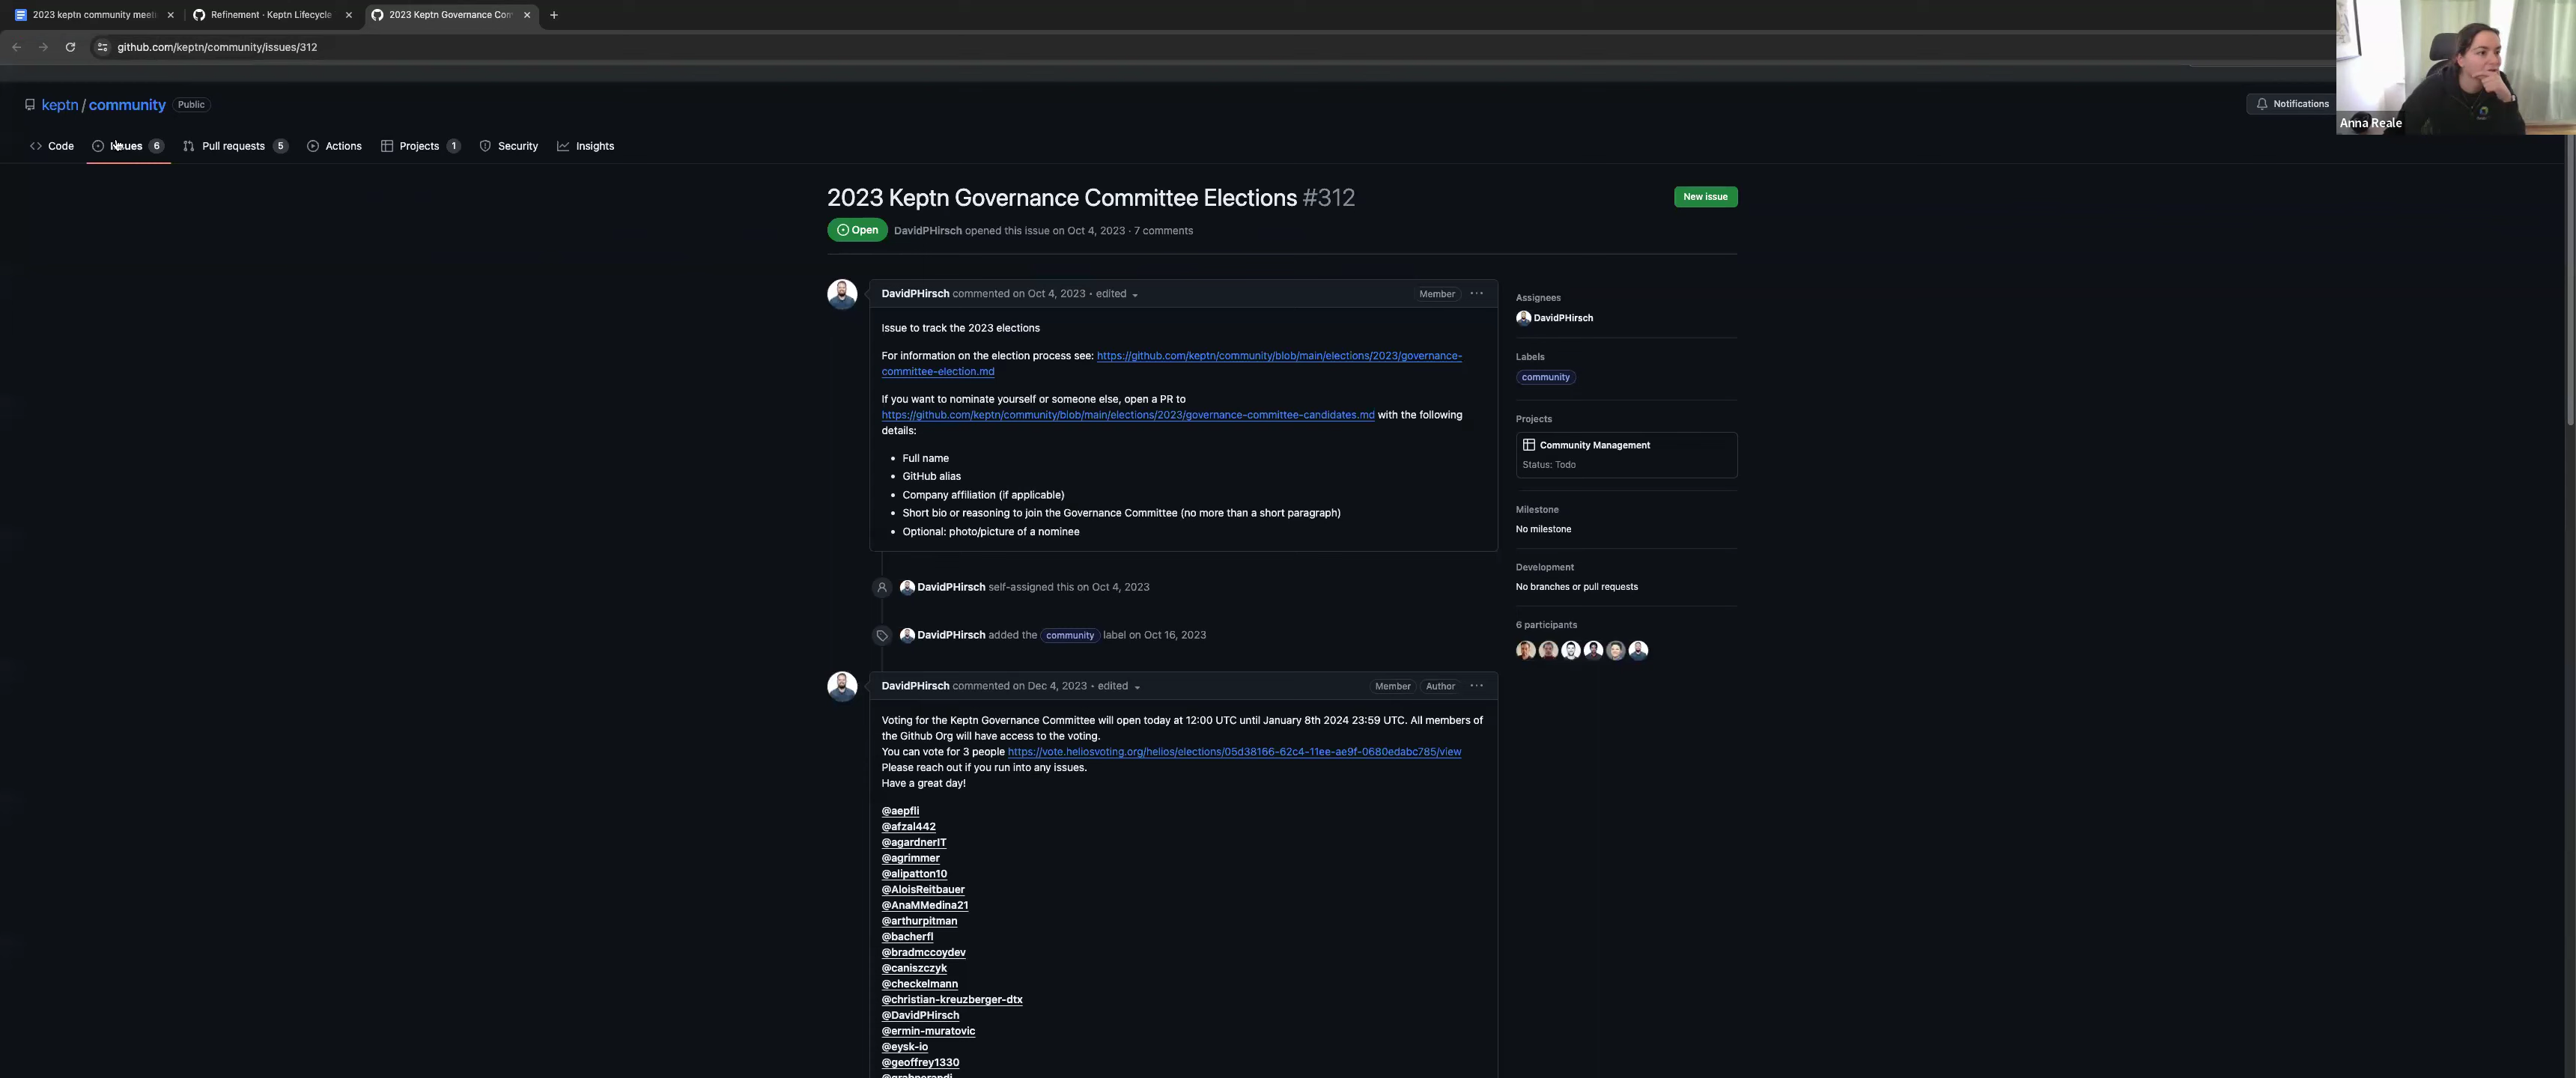 2023 keptn community meeti
Refinement · Keptn Lifecycle
2023 Keptn Governance Com
github.com/keptn/community/issues/312
keptn / community Public
Notifications
Anna Reale
Code
Issues 6
Pull requests 5
Actions
Projects 1
Security
Insights
2023 Keptn Governance Committee Elections #312
New issue
Open
DavidPHirsch opened this issue on Oct 4, 2023 · 7 comments
DavidPHirsch commented on Oct 4, 2023 • edited
Member
Issue to track the 2023 elections
For information on the election process see: https://github.com/keptn/community/blob/main/elections/2023/governance-
committee-election.md
If you want to nominate yourself or someone else, open a PR to
https://github.com/keptn/community/blob/main/elections/2023/governance-committee-candidates.md with the following
details:
• Full name
• GitHub alias
• Company affiliation (if applicable)
• Short bio or reasoning to join the Governance Committee (no more than a short paragraph)
• Optional: photo/picture of a nominee
DavidPHirsch self-assigned this on Oct 4, 2023
DavidPHirsch added the community label on Oct 16, 2023
DavidPHirsch commented on Dec 4, 2023 • edited
Member
Author
Voting for the Keptn Governance Committee will open today at 12:00 UTC until January 8th 2024 23:59 UTC. All members of
the Github Org will have access to the voting.
You can vote for 3 people https://vote.heliosvoting.org/helios/elections/05d38166-62c4-11ee-ae9f-0680edabc785/view
Please reach out if you run into any issues.
Have a great day!
@aepfli
@afzal442
@agardnerIT
@agrimmer
@alipatton10
@AloisReitbauer
@AnaMMedina21
@arthurpitman
@bacherfl
@bradmccoydev
@caniszczyk
@checkelmann
@christian-kreuzberger-dtx
@DavidPHirsch
@ermin-muratovic
@eysk-io
@geoffrey1330
Assignees
DavidPHirsch
Labels
community
Projects
Community Management
Status: Todo
Milestone
No milestone
Development
No branches or pull requests
6 participants